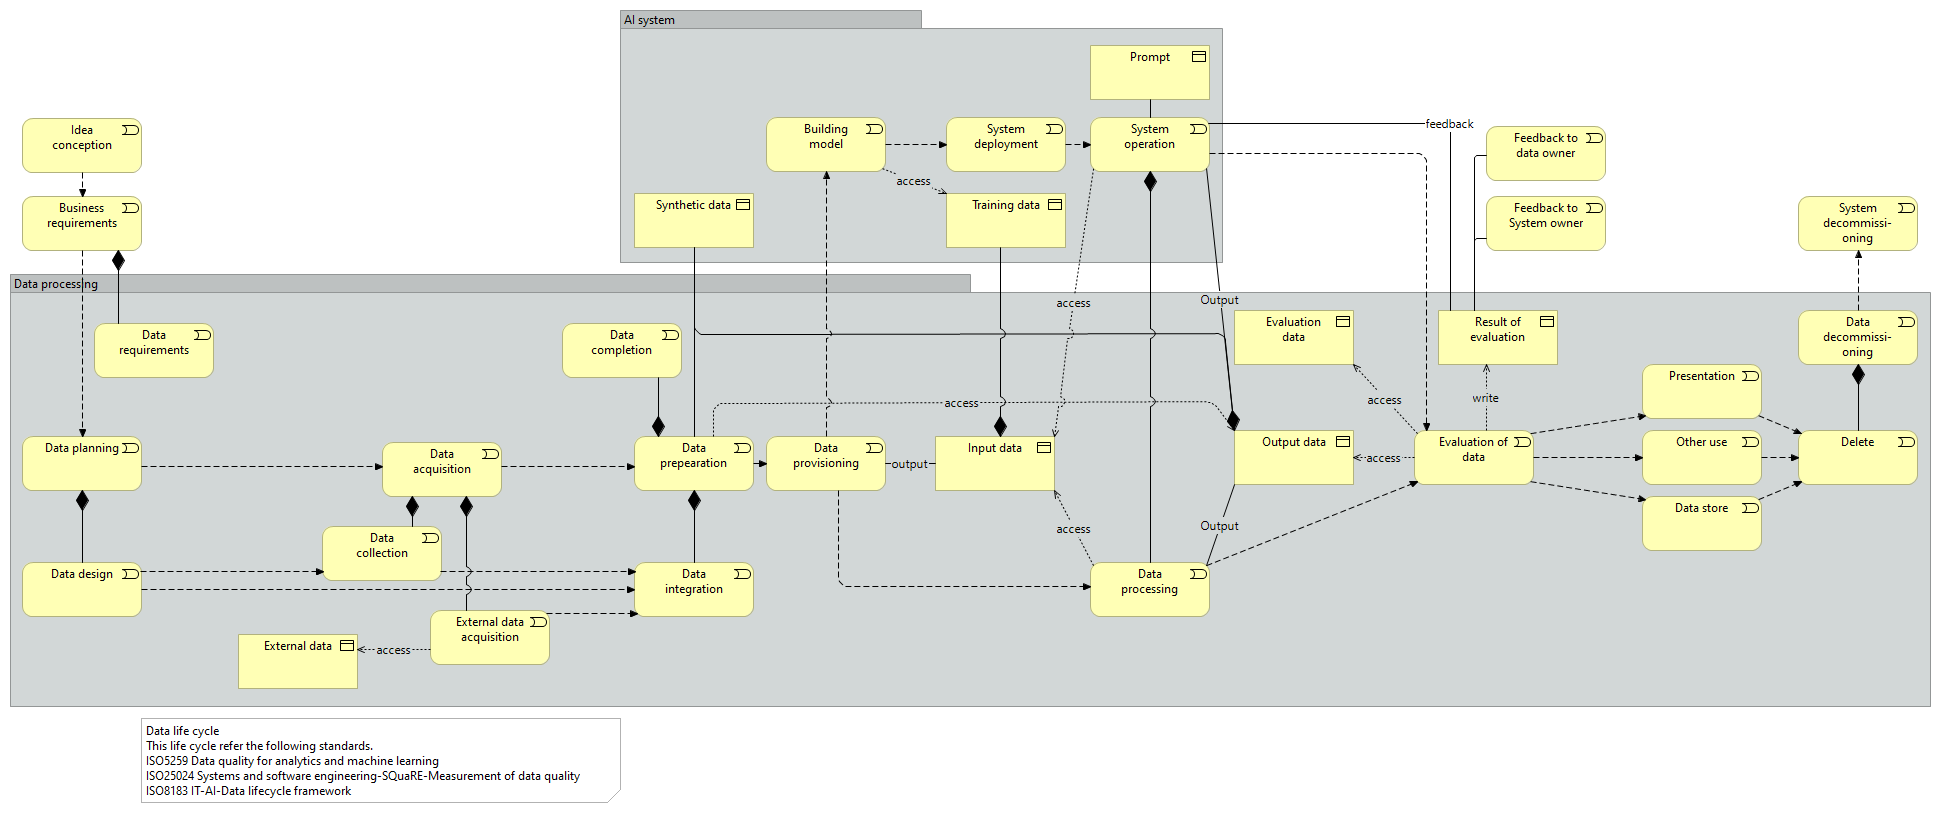 AI system
Prompt
Idea
conception
Building
model
System
deployment
System
operation
feedback
Feedback to
data owner
access
Business
requirements
Synthetic data
Training data
Feedback to
System owner
System
decommissi-
oning
Data processing
access
Output
Data
requirements
Data
completion
Evaluation
data
Result of
evaluation
Data
decommissi-
oning
Presentation
access
access
write
Data planning
Data
acquisition
Data
prepearation
Data
provisioning
output
Input data
Output data
access
Evaluation of
data
Other use
Delete
Data store
access
Output
Data
collection
Data design
Data
integration
Data
processing
External data
acquisition
External data
access
Data life cycle
This life cycle refer the following standards.
ISO5259 Data quality for analytics and machine learning
ISO25024 Systems and software engineering-SQuaRE-Measurement of data quality
ISO8183 IT-AI-Data lifecycle framework